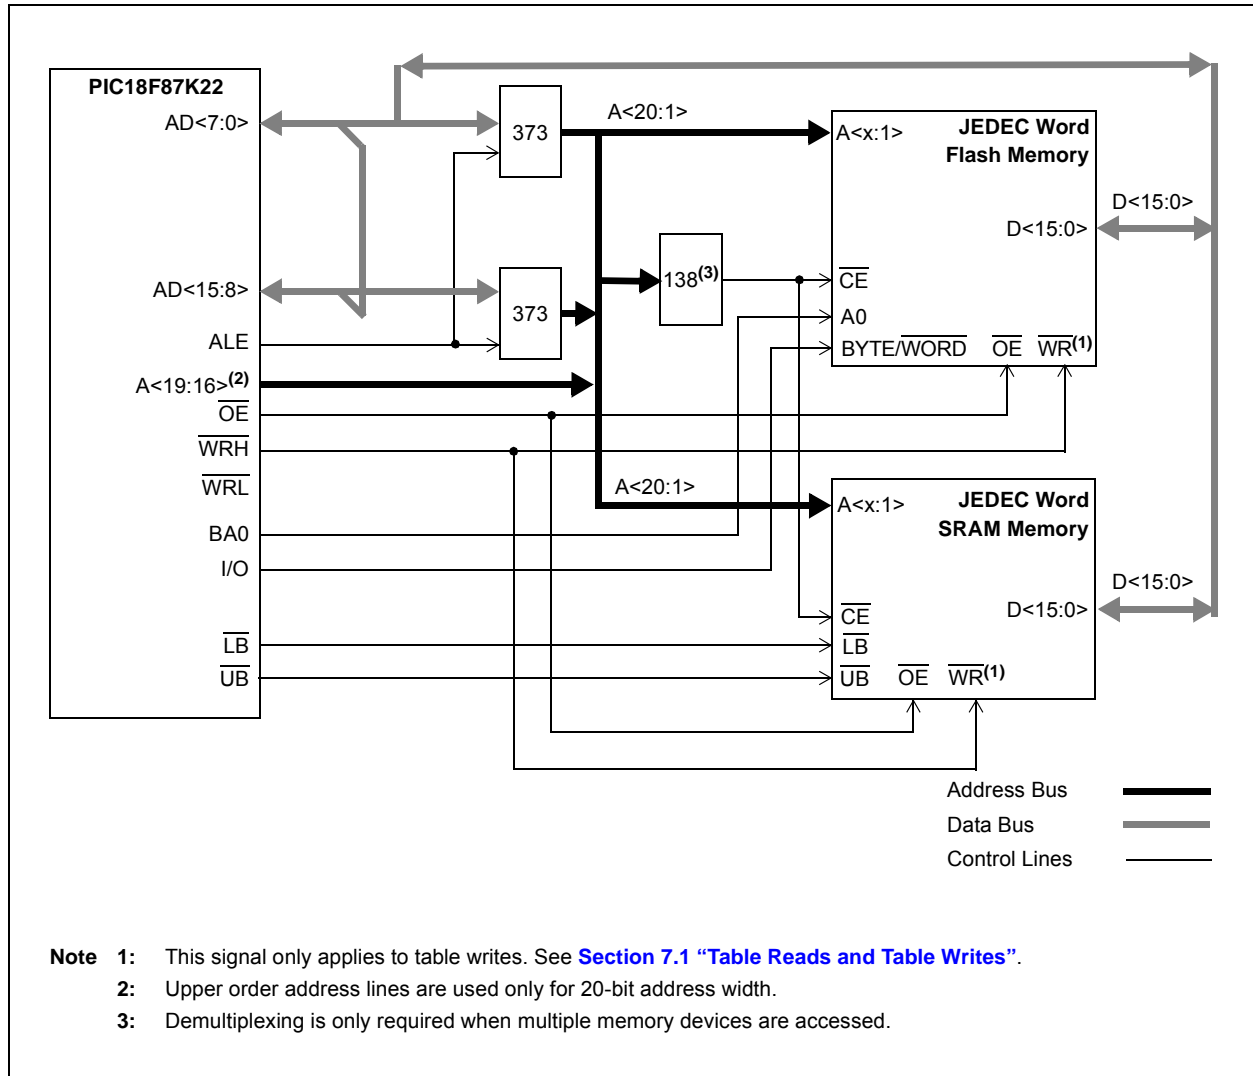 PIC18F87K22
AD<7:0>
373
A<20:1>
A<x:1>
JEDEC Word
Flash Memory
D<15:0>
D<15:0>
138(3)
CE
AD<15:8>
373
A0
ALE
BYTE/WORD OE WR(1)
A<19:16>(2)
OE
WRH
WRL
A<20:1>
A<x:1>
JEDEC Word
SRAM Memory
BA0
I/O
D<15:0>
D<15:0>
CE
LB
LB
UB
UB OE WR(1)
Address Bus
Data Bus
Control Lines
Note 1: This signal only applies to table writes. See Section 7.1 “Table Reads and Table Writes”.
2: Upper order address lines are used only for 20-bit address width.
3: Demultiplexing is only required when multiple memory devices are accessed.